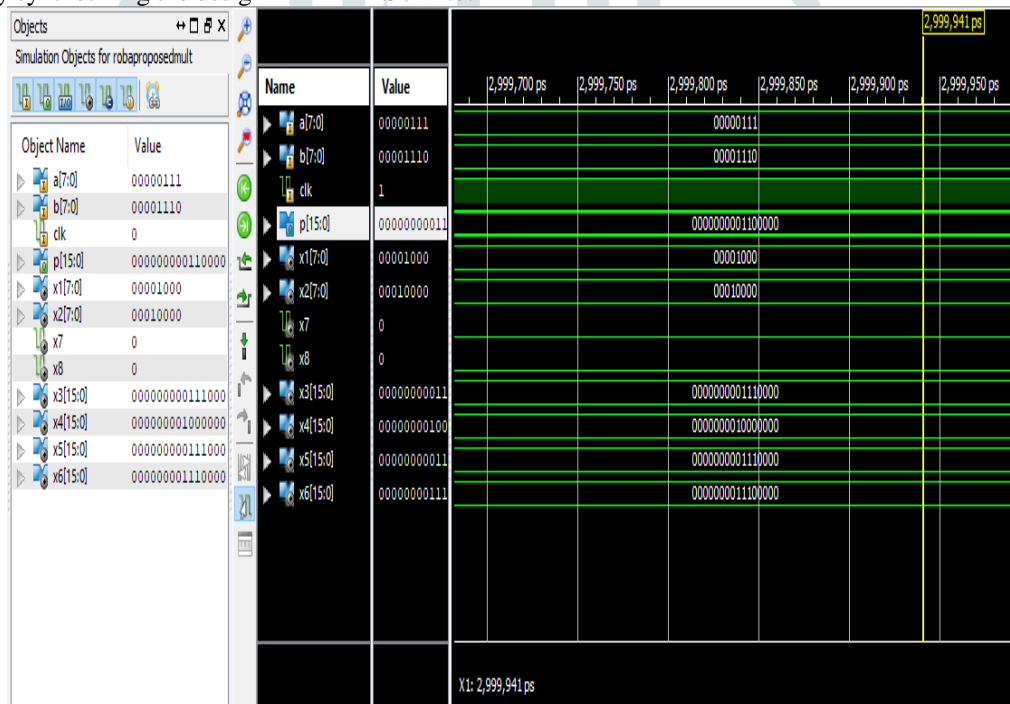 Objects
Simulation Objects for robaproposedmult
Object Name Value
a[7:0] 00000111
b[7:0] 00001110
clk 0
p[15:0] 000000000110000
x1[7:0] 00001000
x2[7:0] 00010000
x7 0
x8 0
x3[15:0] 000000000111000
x4[15:0] 000000001000000
x5[15:0] 000000000111000
x6[15:0] 000000001110000
2,999,941 ps
Name Value 2,999,700 ps 2,999,750 ps 2,999,800 ps 2,999,850 ps 2,999,900 ps 2,999,950 ps
a[7:0] 00000111 00000111
b[7:0] 00001110 00001110
clk 1
p[15:0] 00000000011 0000000001100000
x1[7:0] 00001000 00001000
x2[7:0] 00010000 00010000
x7 0
x8 0
x3[15:0] 00000000011 0000000001110000
x4[15:0] 00000000100 0000000010000000
x5[15:0] 00000000011 0000000001110000
x6[15:0] 00000000111 0000000011100000
X1: 2,999,941 ps